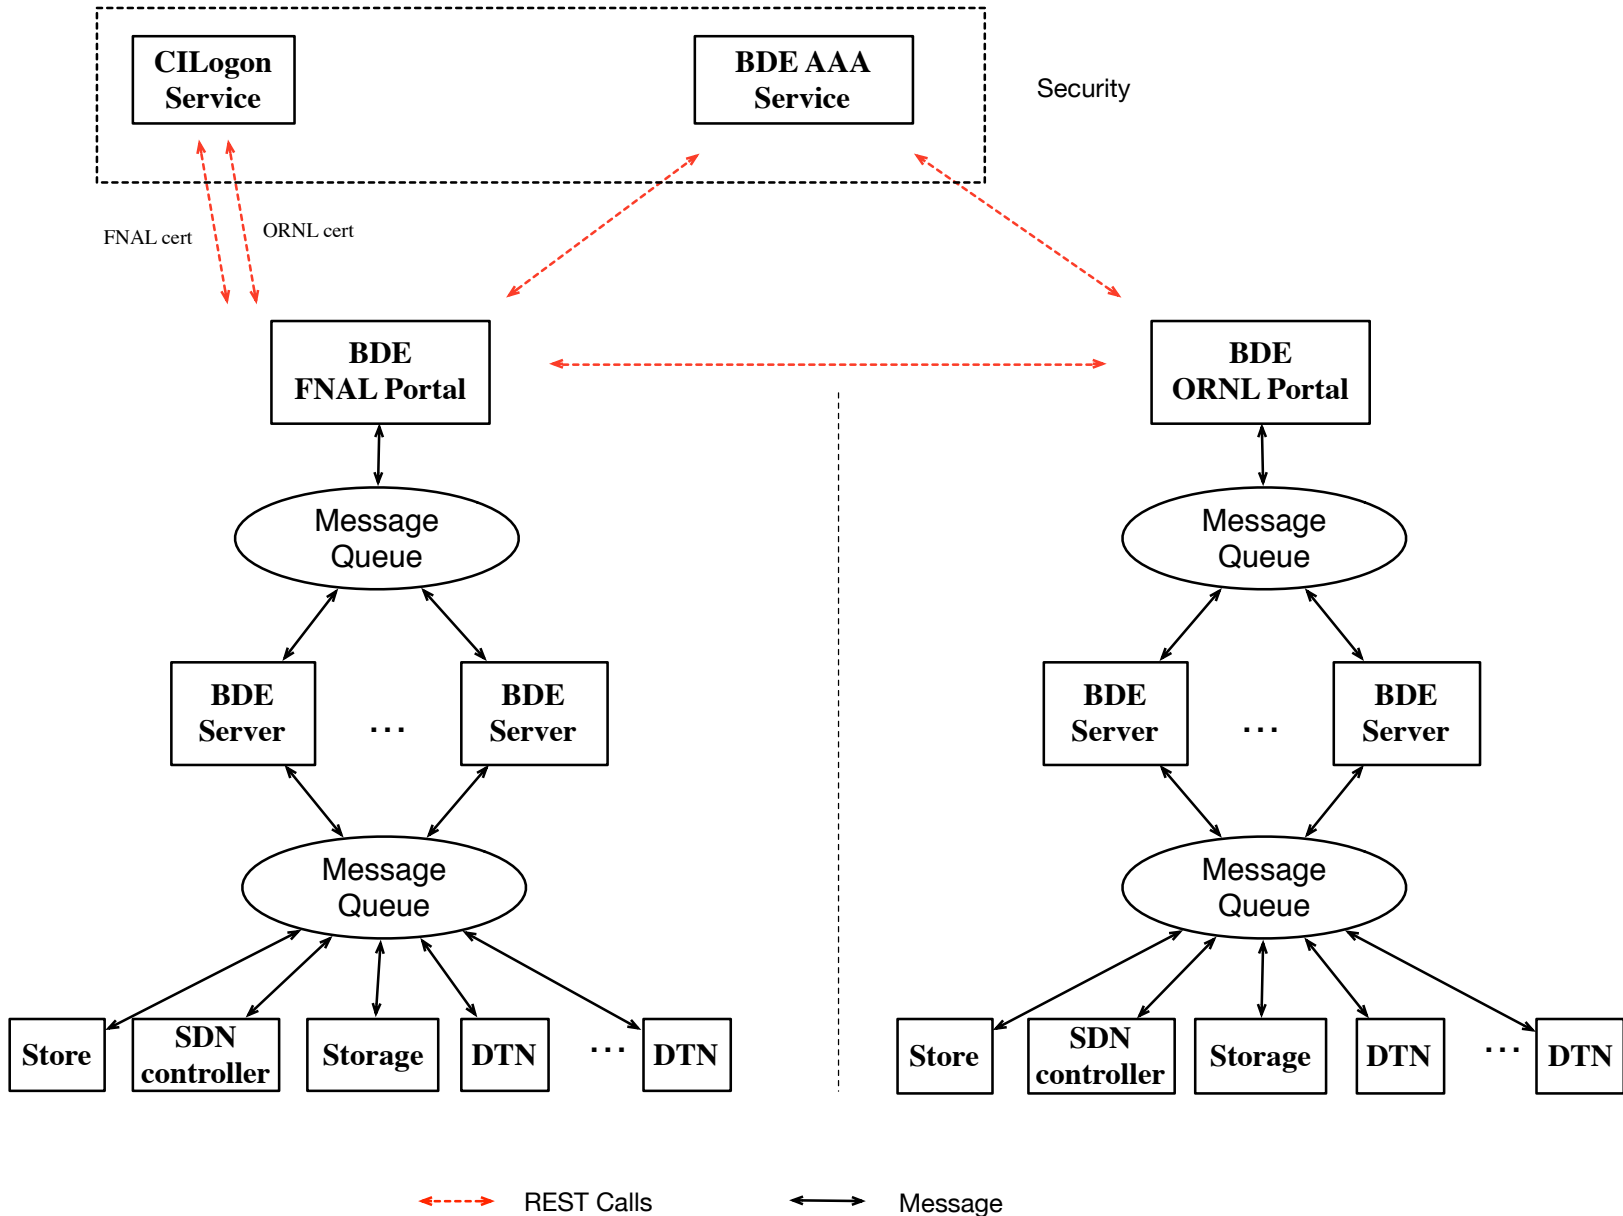 CILogon
Service
BDE AAA
Service
Security
FNAL cert
ORNL cert
BDE
FNAL Portal
BDE
ORNL Portal
Message
Queue
Message
Queue
BDE
Server
...
BDE
Server
BDE
Server
...
BDE
Server
Message
Queue
Message
Queue
Store
SDN
controller
Storage
DTN
...
DTN
Store
SDN
controller
Storage
DTN
...
DTN
REST Calls
Message